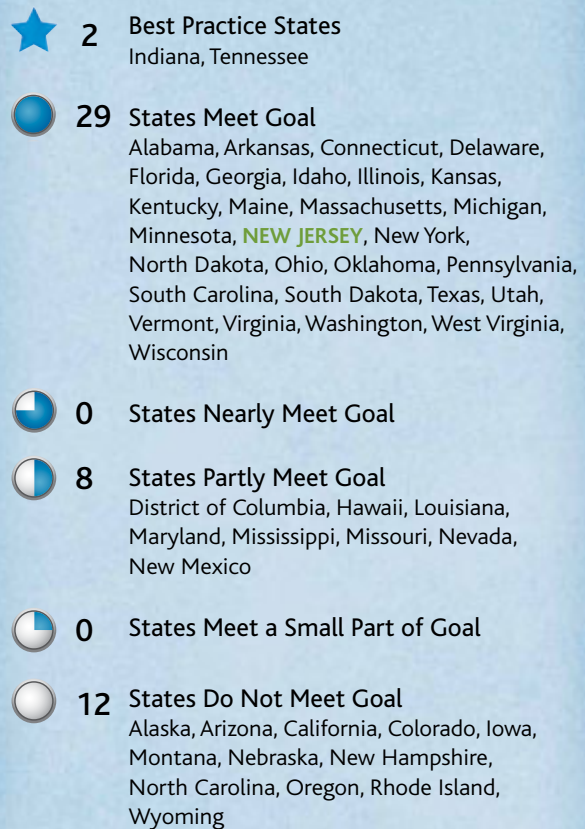 2 Best Practice States
Indiana, Tennessee
29 States Meet Goal
Alabama, Arkansas, Connecticut, Delaware,
Florida, Georgia, Idaho, Illinois, Kansas,
Kentucky, Maine, Massachusetts, Michigan,
Minnesota, NEW JERSEY, New York,
North Dakota, Ohio, Oklahoma, Pennsylvania,
South Carolina, South Dakota, Texas, Utah,
Vermont, Virginia, Washington, West Virginia,
Wisconsin
0 States Nearly Meet Goal
8 States Partly Meet Goal
District of Columbia, Hawaii, Louisiana,
Maryland, Mississippi, Missouri, Nevada,
New Mexico
0 States Meet a Small Part of Goal
12 States Do Not Meet Goal
Alaska, Arizona, California, Colorado, Iowa,
Montana, Nebraska, New Hampshire,
North Carolina, Oregon, Rhode Island,
Wyoming